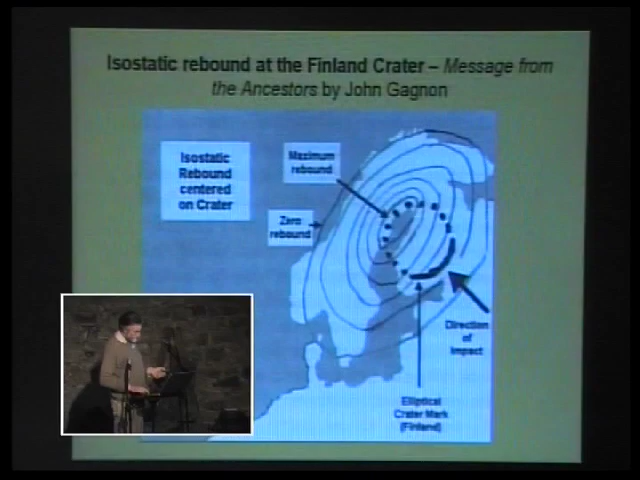 Isostatic rebound at the Finland Crater – Message from
the Ancestors by John Gagnon
Isostatic
Rebound
centered
on Crater
Maximum
rebound
Zero
rebound
Direction
of
Impact
Elliptical
Crater Mark
(Finland)